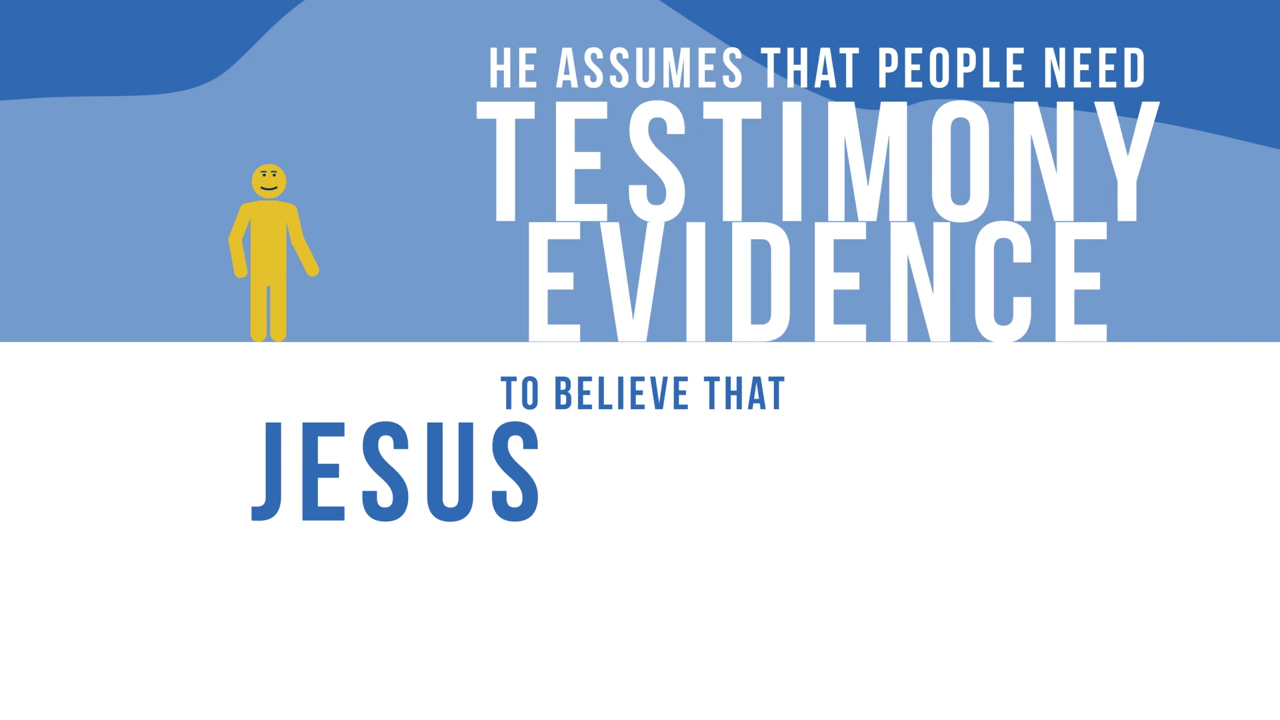 HE ASSUMES THAT PEOPLE NEED
TESTIMONY
EVIDENCE
TO BELIEVE THAT
JESUS